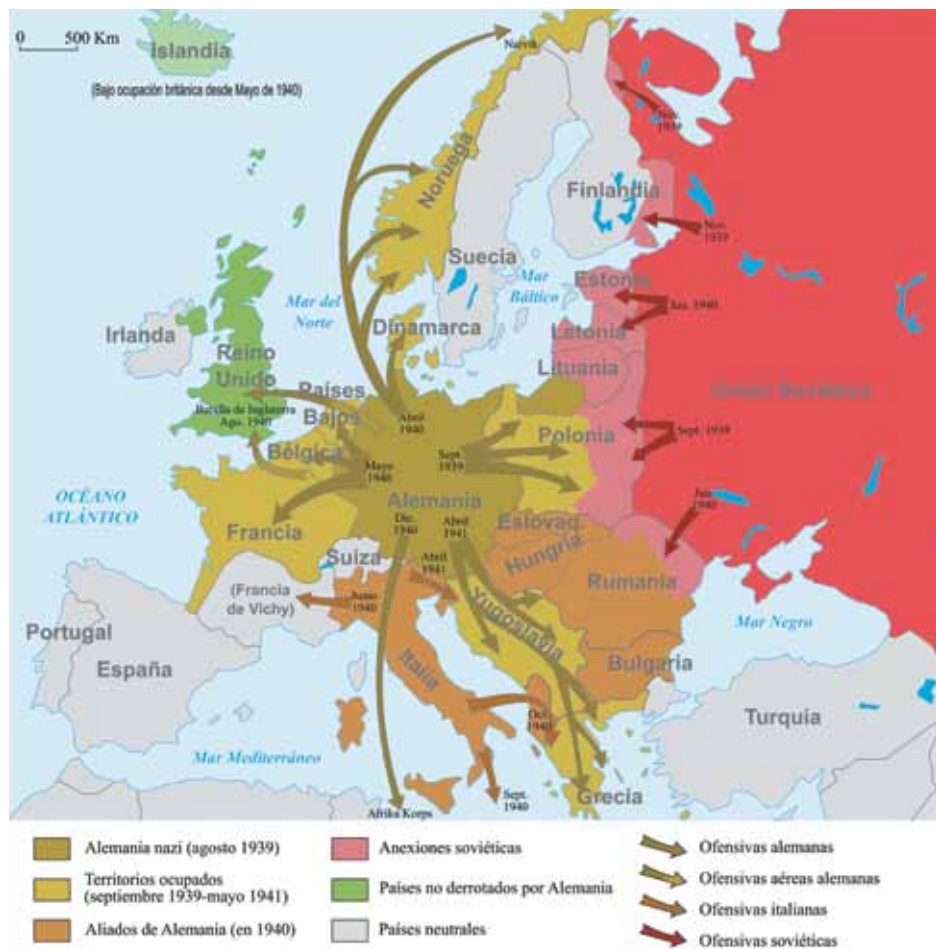 0 500 Km
Islandia
(Bajo ocupación británica desde Mayo de 1940)
Narvik
Nov.
1939
Noruega
Finlandia
Nov.
1939
Suecia
Mar
Báltico
Estonia
Jun. 1940
Mar del
Norte
Dinamarca
Letonia
Irlanda
Reino
Unido
Lituania
Unión Soviética
Países
Bajos
Batalla de Inglaterra
Ago. 1940
Abril
1940
Polonia
Sept. 1939
Bélgica
Mayo
1940
Sept.
1939
OCÉANO
ATLÁNTICO
Alemania
Jun
1940
Francia
Dic.
1940
Abril
1941
Eslovaq.
Hungría
Suiza
Abril
1941
Rumanía
(Francia
de Vichy)
Junio
1940
Yugoslavia
Mar Negro
Portugal
España
Italia
Bulgaria
Oct.
1940
Turquía
Mar Mediterráneo
Sept.
1940
Grecia
Afrika Korps
Alemania nazi (agosto 1939)
Territorios ocupados
(septiembre 1939-mayo 1941)
Aliados de Alemania (en 1940)
Anexiones soviéticas
Países no derrotados por Alemania
Países neutrales
Ofensivas alemanas
Ofensivas aéreas alemanas
Ofensivas italianas
Ofensivas soviéticas